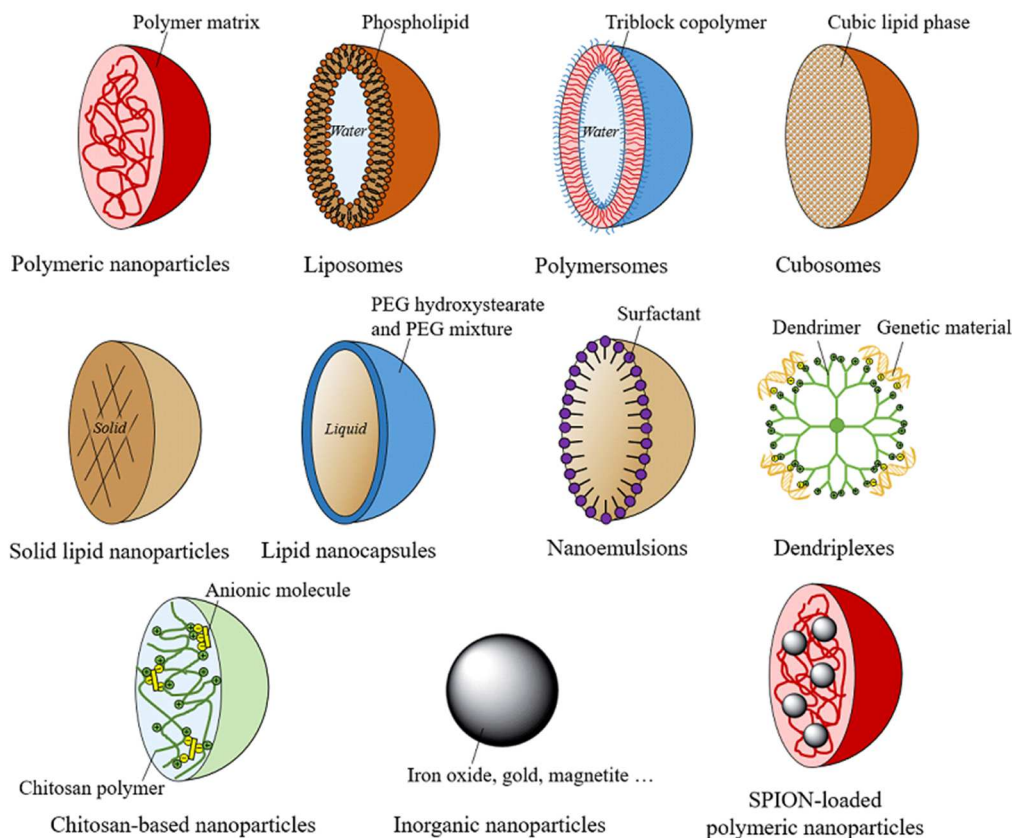 Polymer matrix
Phospholipid
Triblock copolymer
Cubic lipid phase
Water
Water
Polymeric nanoparticles
Liposomes
Polymersomes
Cubosomes
PEG hydroxystearate
and PEG mixture
Surfactant
Dendrimer
Genetic material
Solid
Liquid
Solid lipid nanoparticles
Lipid nanocapsules
Nanoemulsions
Dendriplexes
Anionic molecule
Chitosan polymer
Iron oxide, gold, magnetite …
Chitosan-based nanoparticles
Inorganic nanoparticles
SPION-loaded
polymeric nanoparticles